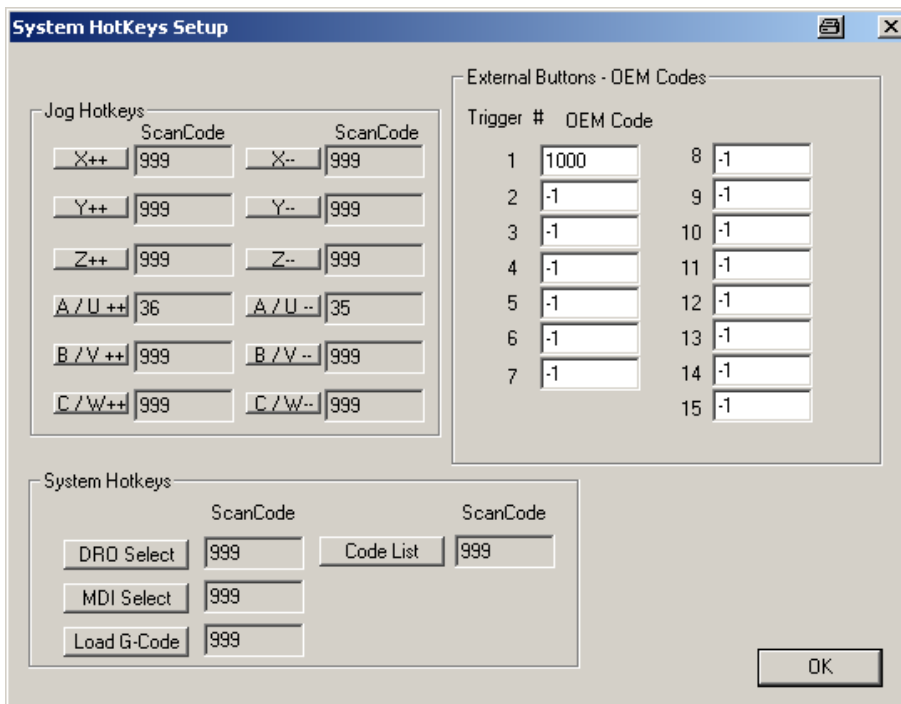 System HotKeys Setup
Jog Hotkeys
ScanCode ScanCode
X++ 999 X-- 999
Y++ 999 Y-- 999
Z++ 999 Z-- 999
A / U ++ 36 A / U -- 35
B / V ++ 999 B / V -- 999
C / W++ 999 C / W-- 999
External Buttons - OEM Codes
Trigger # OEM Code
1 1000 8 -1
2 -1 9 -1
3 -1 10 -1
4 -1 11 -1
5 -1 12 -1
6 -1 13 -1
7 -1 14 -1
15 -1
System Hotkeys
ScanCode ScanCode
DRO Select 999 Code List 999
MDI Select 999
Load G-Code 999
OK